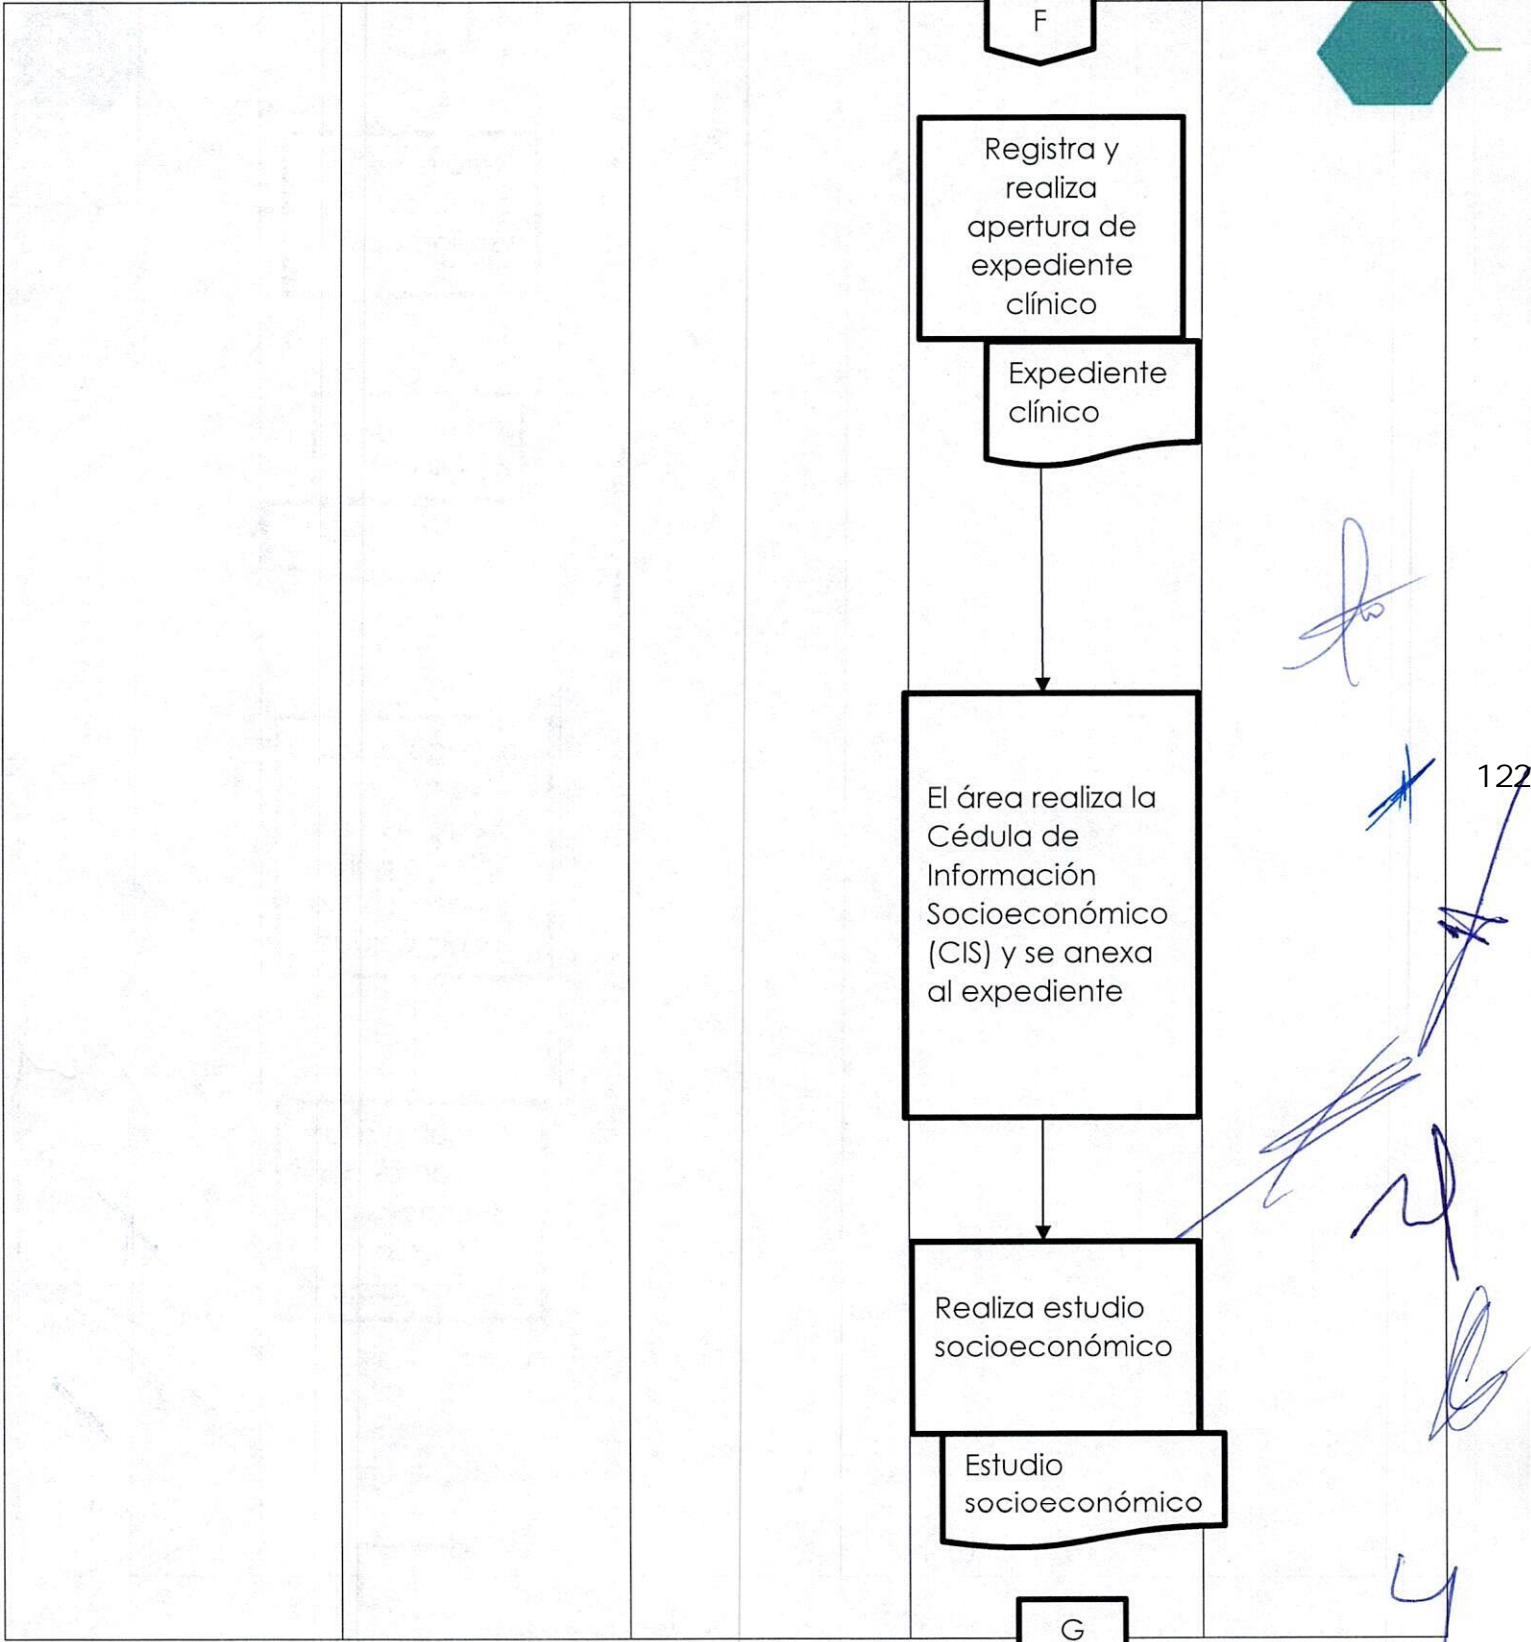 F
Registra y
realiza
apertura de
expediente
clínico
Expediente
clínico
122
El área realiza la
Cédula de
Información
Socioeconómico
(CIS) y se anexa
al expediente
Realiza estudio
socioeconómico
Estudio
socioeconómico
G